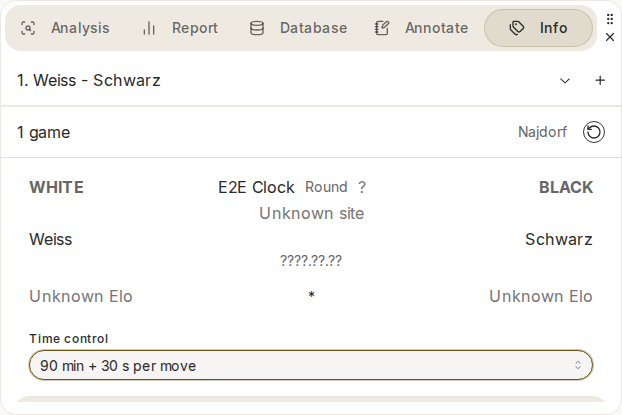 Analysis Report Database Annotate Info
1. Weiss - Schwarz
1 game Najdorf
WHITE E2E Clock Round ? BLACK
Unknown site
Weiss Schwarz
????.??.??
Unknown Elo * Unknown Elo
Time control
90 min + 30 s per move